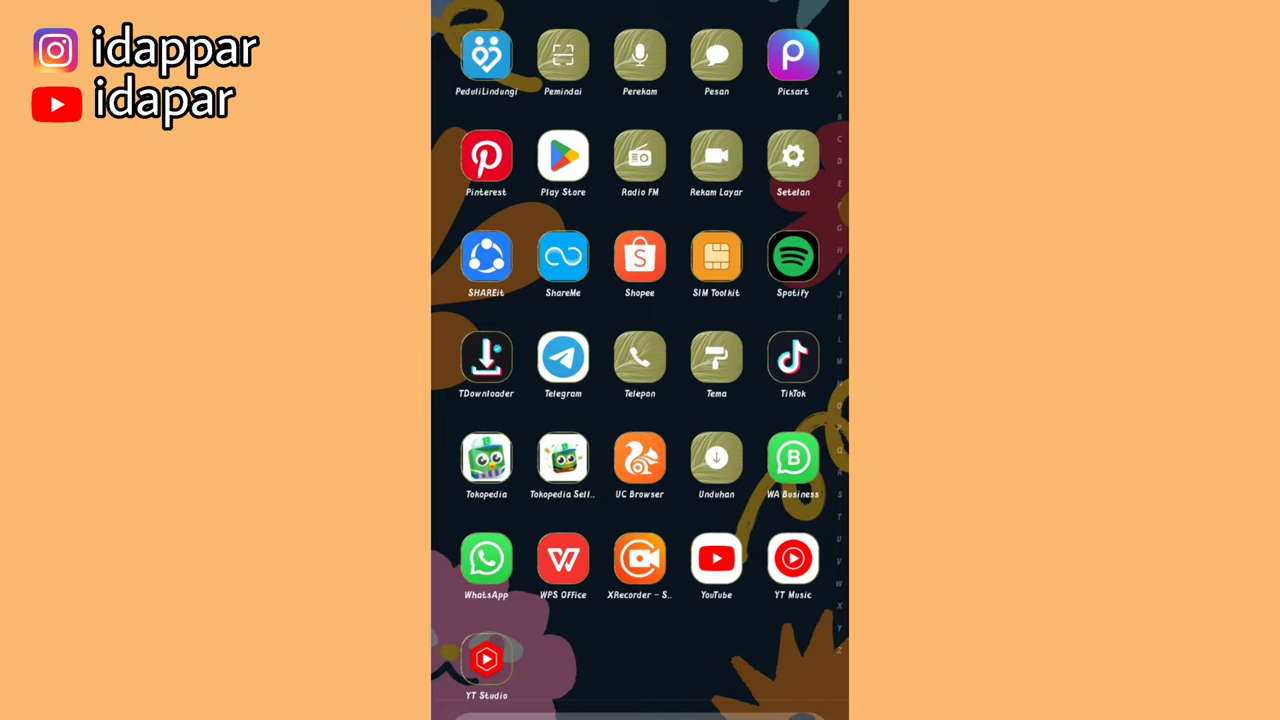 idappar
idapar
PeduliLindungi Pemindai Perekam Pesan Picsart
Pinterest Play Store Radio FM Rekam Layar Setelan
SHAREit ShareMe Shopee SIM Toolkit Spotify
TDownloader Telegram Telepon Tema TikTok
Tokopedia Tokopedia Sell.. UC Browser Unduhan WA Business
WhatsApp WPS Office XRecorder - S.. YouTube YT Music
YT Studio